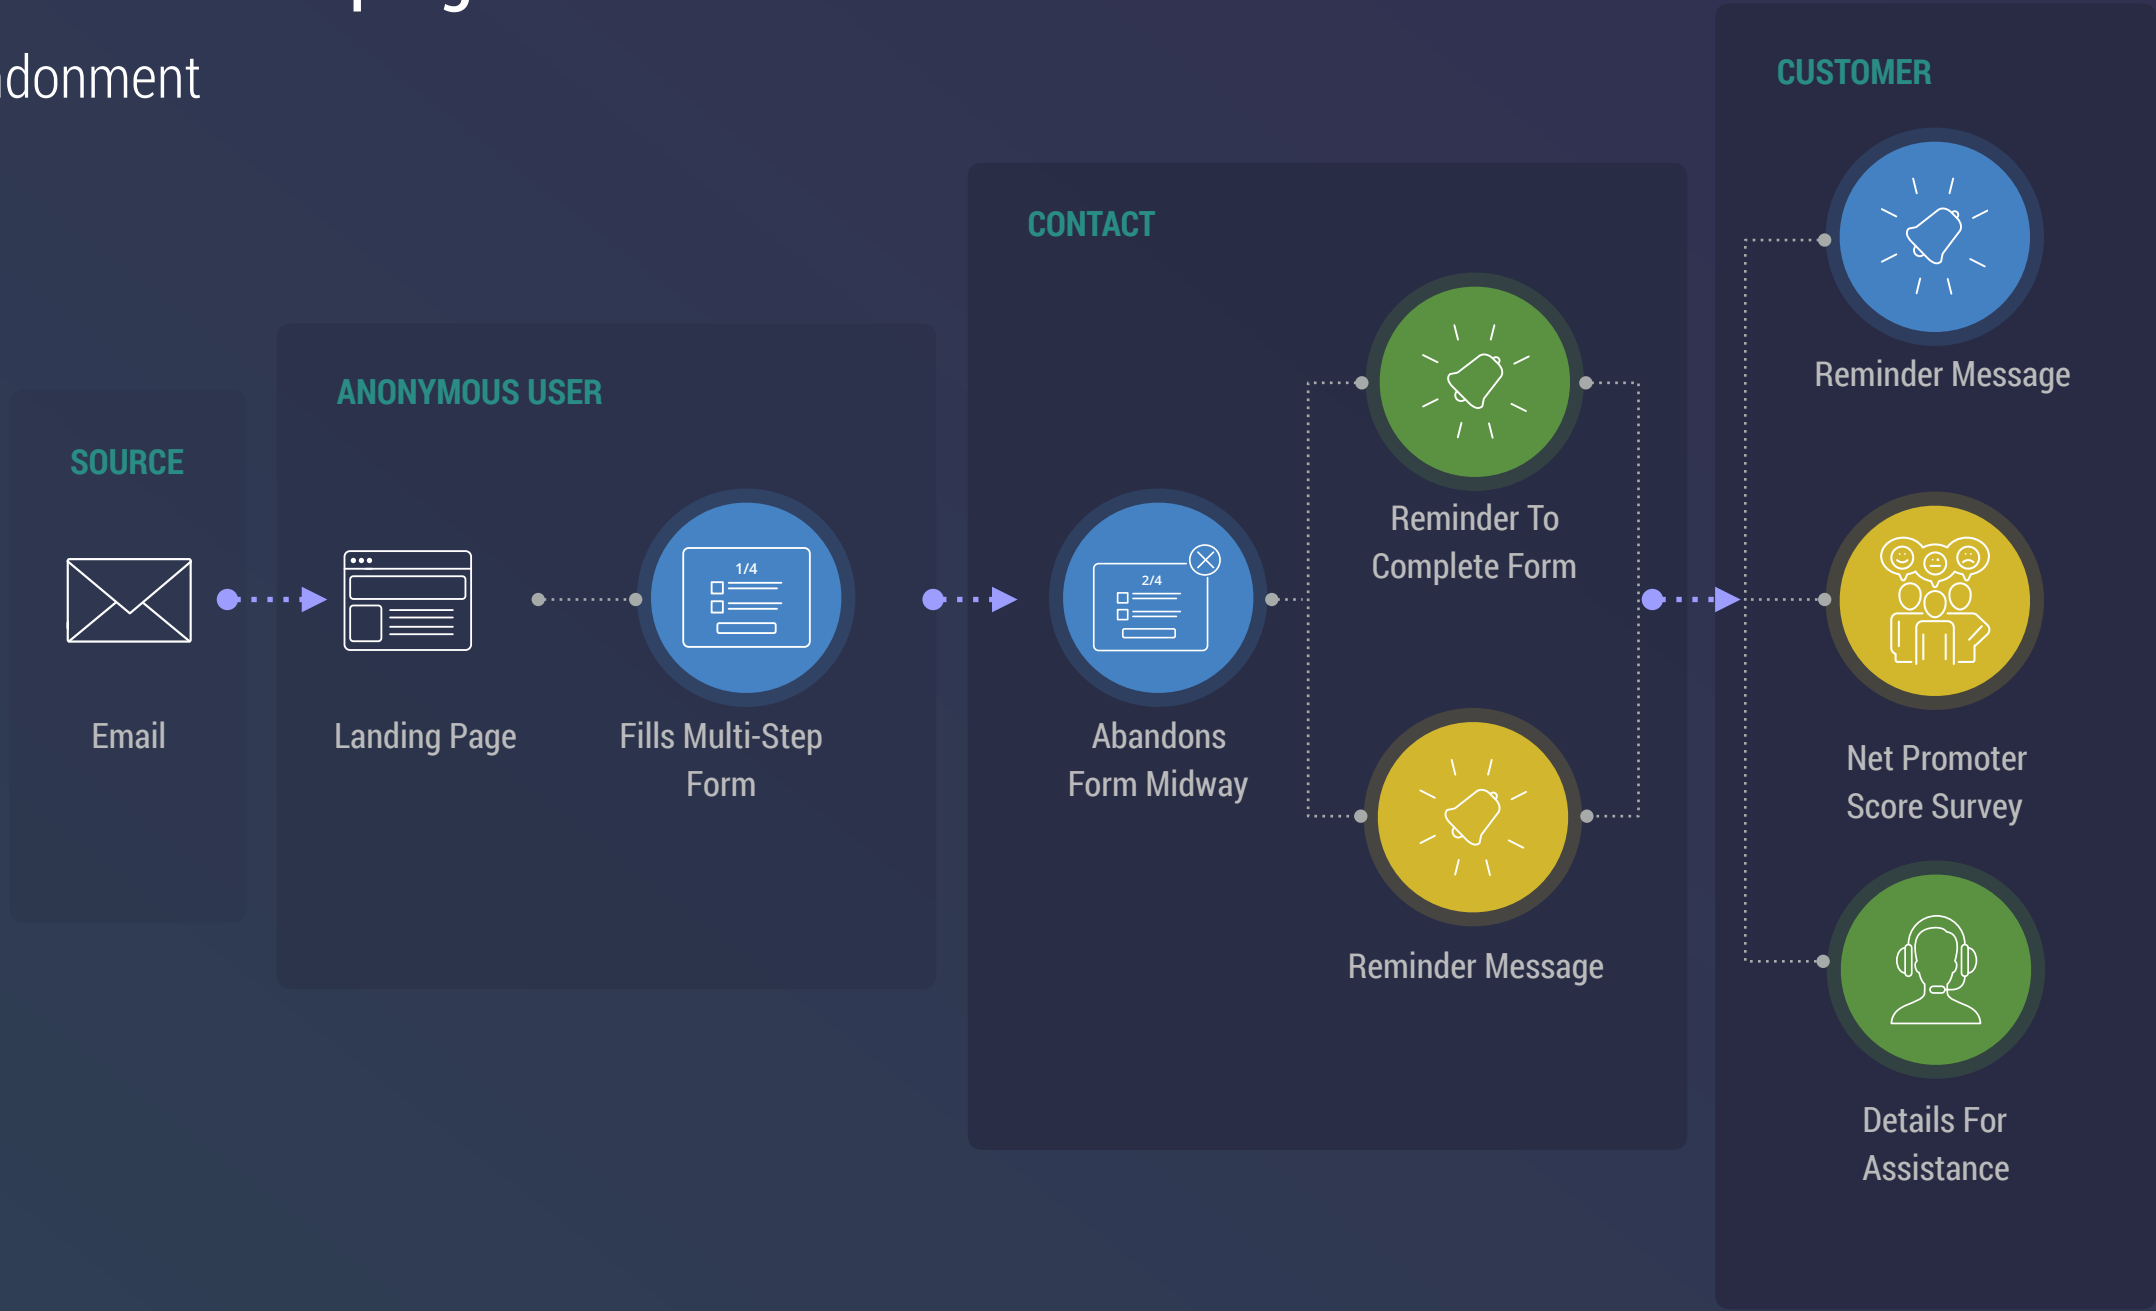 CUSTOMER
CONTACT
ANONYMOUS USER
SOURCE
1/4
2/4
Email
Landing Page
Fills Multi-Step
Form
Abandons
Form Midway
Reminder To
Complete Form
Reminder Message
Reminder Message
Net Promoter
Score Survey
Details For
Assistance